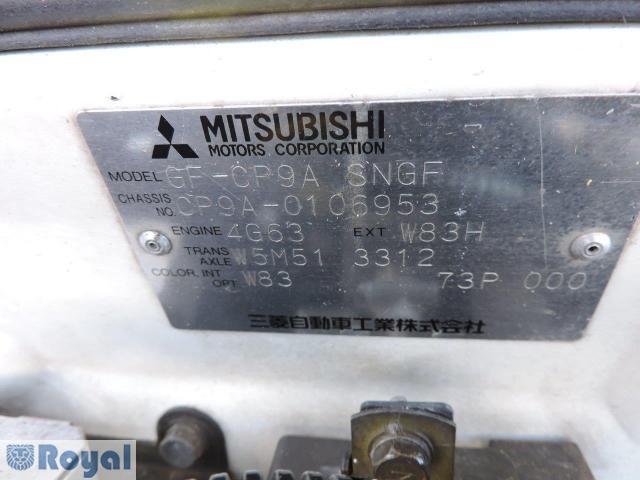 MITSUBISHI
MOTORS CORPORATION
MODEL GF-CP9A SNGF
CHASSIS NO. CP9A-0106953
ENGINE 4G63 EXT W83H
TRANS AXLE W5M51 3312
COLOR, INT OPT W83 73P 000
三菱自動車工業株式会社
Royal